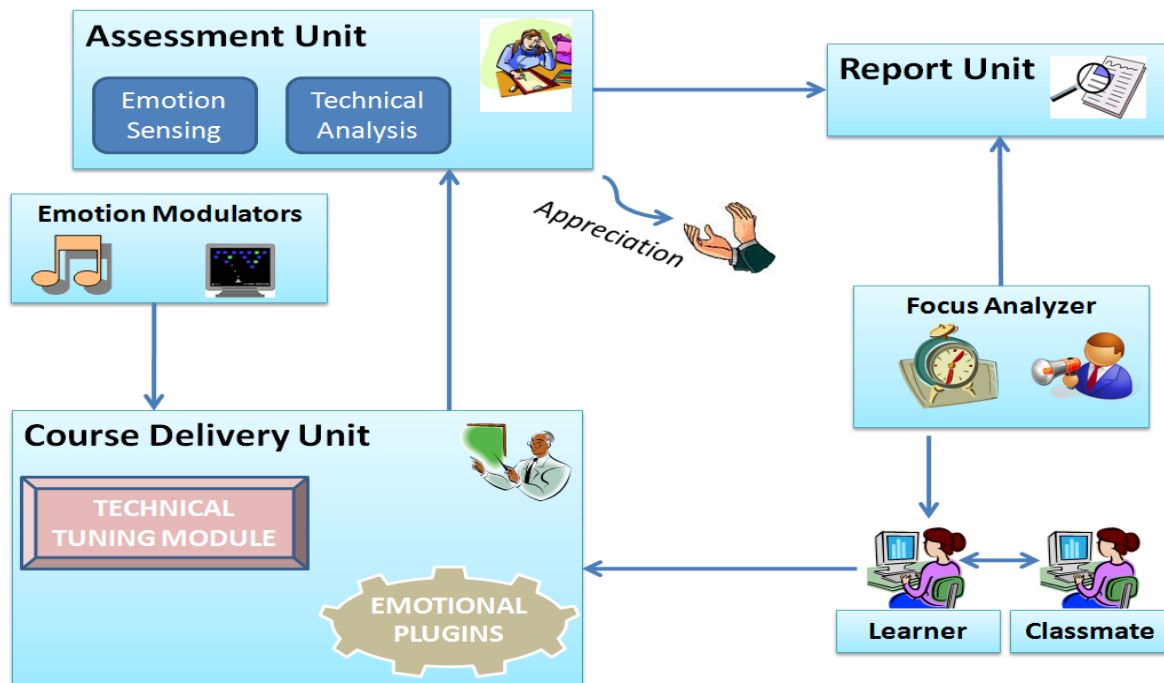 Assessment Unit
Emotion
Sensing
Technical
Analysis
Report Unit
Emotion Modulators
Appreciation
Focus Analyzer
Course Delivery Unit
TECHNICAL
TUNING MODULE
EMOTIONAL
PLUGINS
Learner
Classmate